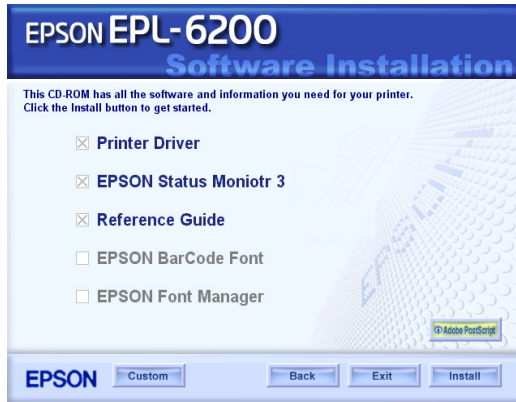 EPSON EPL-6200
Software Installation
This CD-ROM has all the software and information you need for your printer.
Click the Install button to get started.
Printer Driver
EPSON Status Moniotr 3
Reference Guide
EPSON BarCode Font
EPSON Font Manager
EPSON
Adobe PostScript
EPSON Custom Back Exit Install